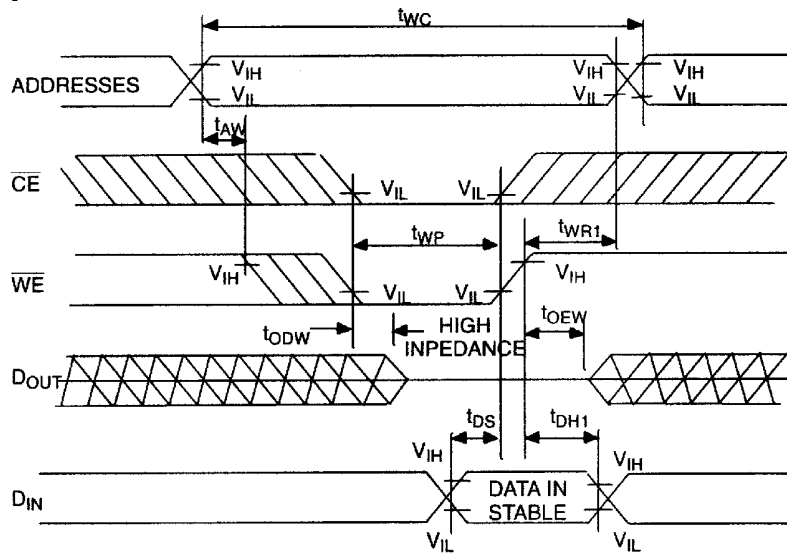 tWC
ADDRESSES
VIH
VIL
VIH
VIL
VIH
VIL
tAW
CE
VIL
VIL
tWP
tWR1
WE
VIH
VIL
VIL
VIH
tODW
HIGH
INPEDANCE
tOEW
DOUT
tDS
tDH1
VIH
VIH
DIN
DATA IN
STABLE
VIL
VIL